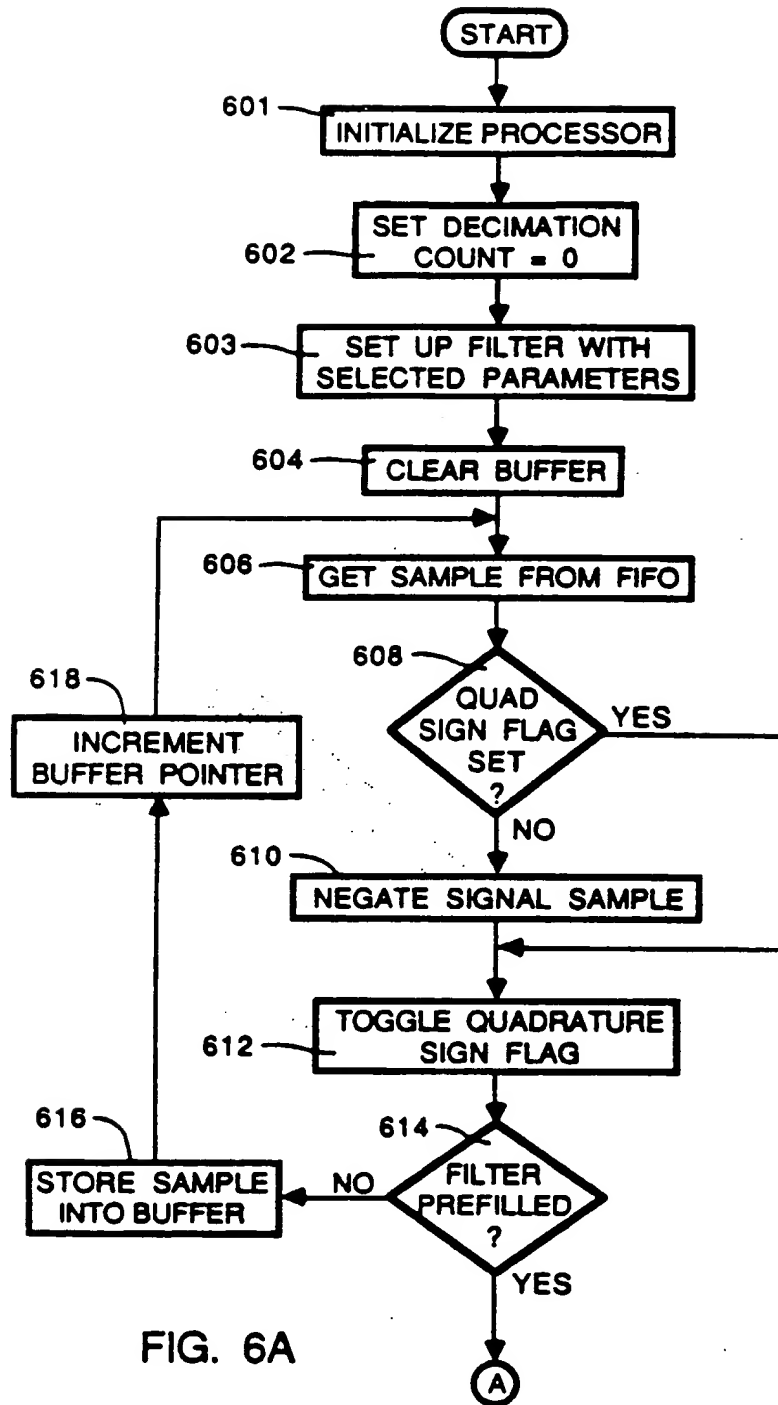 START
601
INITIALIZE PROCESSOR
602
SET DECIMATION
COUNT = 0
603
SET UP FILTER WITH
SELECTED PARAMETERS
604
CLEAR BUFFER
606
GET SAMPLE FROM FIFO
608
QUAD
SIGN FLAG
SET
?
YES
NO
618
INCREMENT
BUFFER POINTER
610
NEGATE SIGNAL SAMPLE
612
TOGGLE QUADRATURE
SIGN FLAG
614
FILTER
PREFILLED
?
NO
616
STORE SAMPLE
INTO BUFFER
YES
A
FIG. 6A